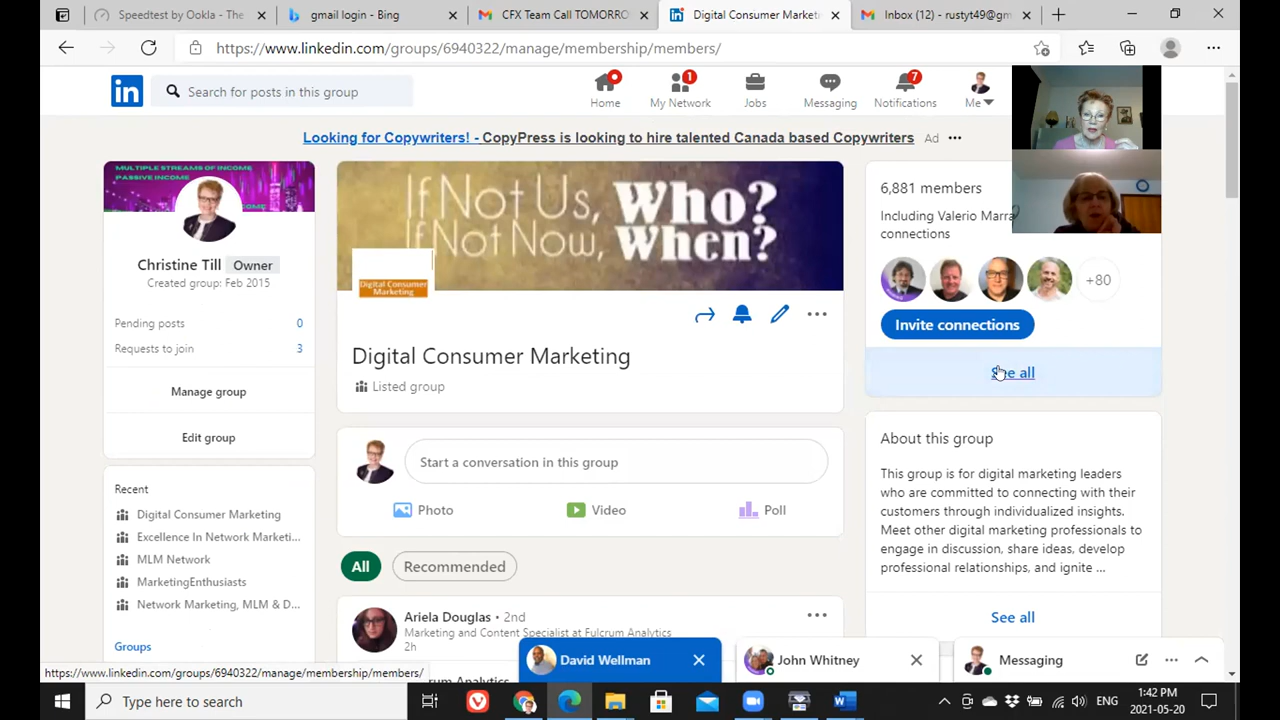 Speedtest by Ookla - The
gmail login - Bing
CFX Team Call TOMORRO
Digital Consumer Marketi
Inbox (12) - rustyt49@gm
https://www.linkedin.com/groups/6940322/manage/membership/members/
in
Search for posts in this group
1
7
Home
My Network
Jobs
Messaging
Notifications
Me
Looking for Copywriters! - CopyPress is looking to hire talented Canada based Copywriters
Ad
MULTIPLE STREAMS OF INCOME
PASSIVE INCOME
Christine Till
Owner
Created group: Feb 2015
Pending posts
0
Requests to join
3
Manage group
Edit group
Recent
Digital Consumer Marketing
Excellence In Network Marketi...
MLM Network
MarketingEnthusiasts
Network Marketing, MLM & D...
Groups
If Not Us, Who?
If Not Now, When?
Digital Consumer
Marketing
Digital Consumer Marketing
Listed group
Start a conversation in this group
Photo
Video
Poll
All
Recommended
Ariela Douglas • 2nd
Marketing and Content Specialist at Fulcrum Analytics
2h
6,881 members
Including Valerio Marra
connections
+80
Invite connections
See all
About this group
This group is for digital marketing leaders
who are committed to connecting with their
customers through individualized insights.
Meet other digital marketing professionals to
engage in discussion, share ideas, develop
professional relationships, and ignite ...
See all
David Wellman
John Whitney
Messaging
https://www.linkedin.com/groups/6940322/manage/membership/members/
Analytics
Type here to search
ENG
1:42 PM
2021-05-20